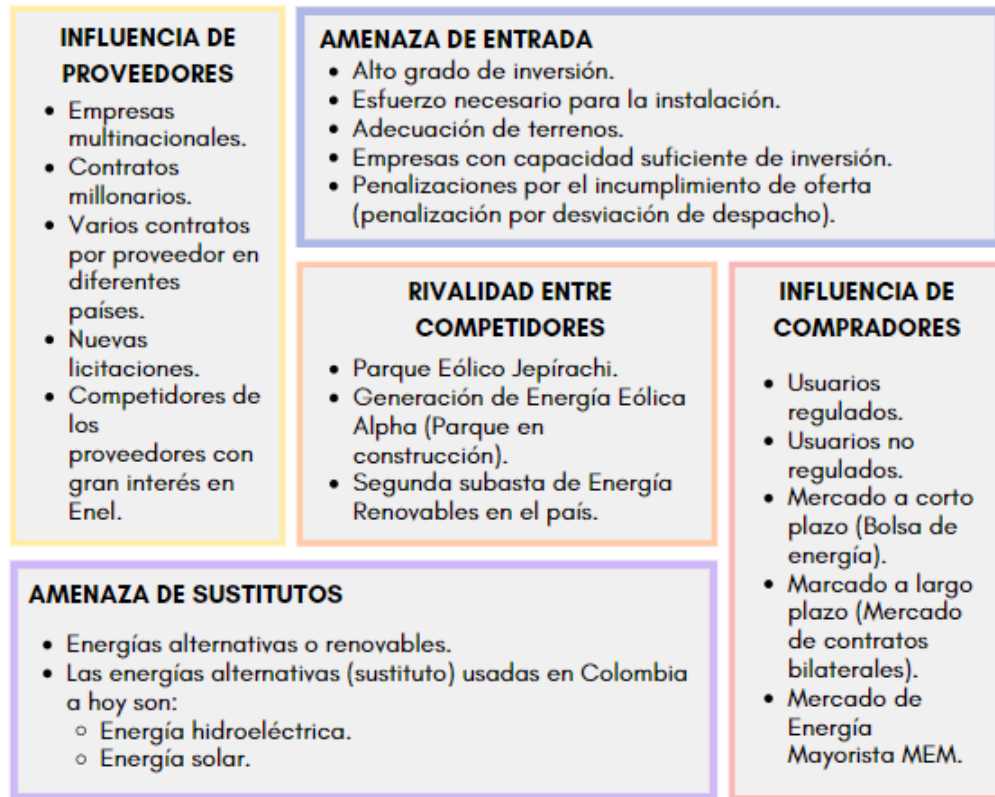 INFLUENCIA DE
PROVEEDORES
• Empresas
multinacionales.
• Contratos
millonarios.
• Varios contratos
por proveedor en
diferentes
países.
• Nuevas
licitaciones.
• Competidores de
los
proveedores con
gran interés en
Enel.
AMENAZA DE ENTRADA
• Alto grado de inversión.
• Esfuerzo necesario para la instalación.
• Adecuación de terrenos.
• Empresas con capacidad suficiente de inversión.
• Penalizaciones por el incumplimiento de oferta
(penalización por desviación de despacho).
RIVALIDAD ENTRE
COMPETIDORES
• Parque Eólico Jepírachi.
• Generación de Energía Eólica
Alpha (Parque en
construcción).
• Segunda subasta de Energía
Renovables en el país.
INFLUENCIA DE
COMPRADORES
• Usuarios
regulados.
• Usuarios no
regulados.
• Mercado a corto
plazo (Bolsa de
energía).
• Marcado a largo
plazo (Mercado
de contratos
bilaterales).
• Mercado de
Energía
Mayorista MEM.
AMENAZA DE SUSTITUTOS
• Energías alternativas o renovables.
• Las energías alternativas (sustituto) usadas en Colombia
a hoy son:
○ Energía hidroeléctrica.
○ Energía solar.